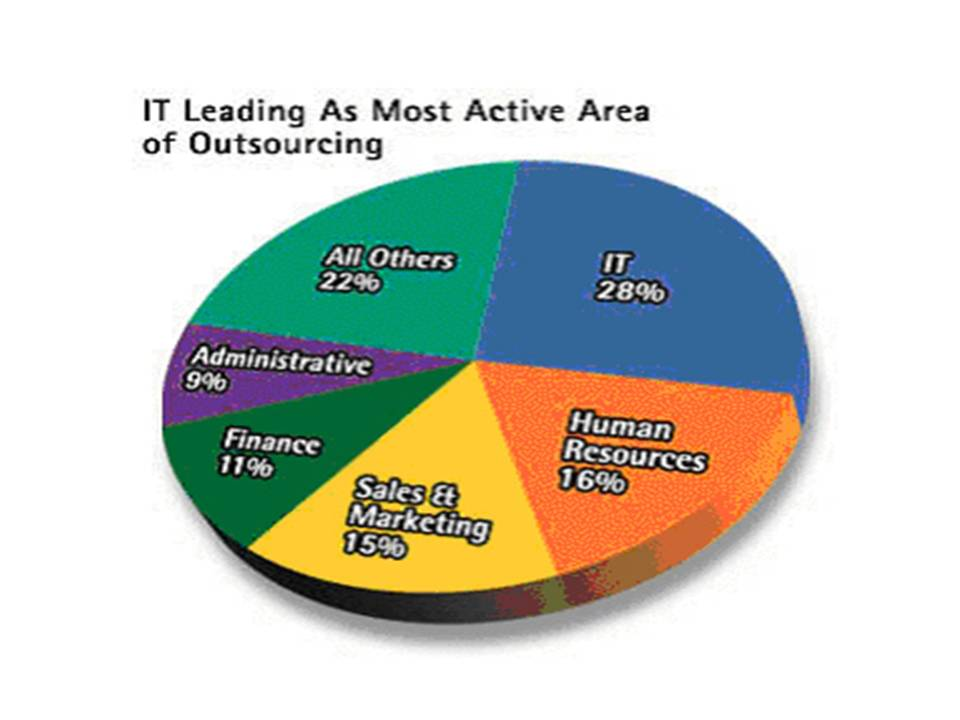 IT Leading As Most Active Area
of Outsourcing
All Others
22%
IT
28%
Administrative
9%
Human
Resources
16%
Finance
11%
Sales &
Marketing
15%